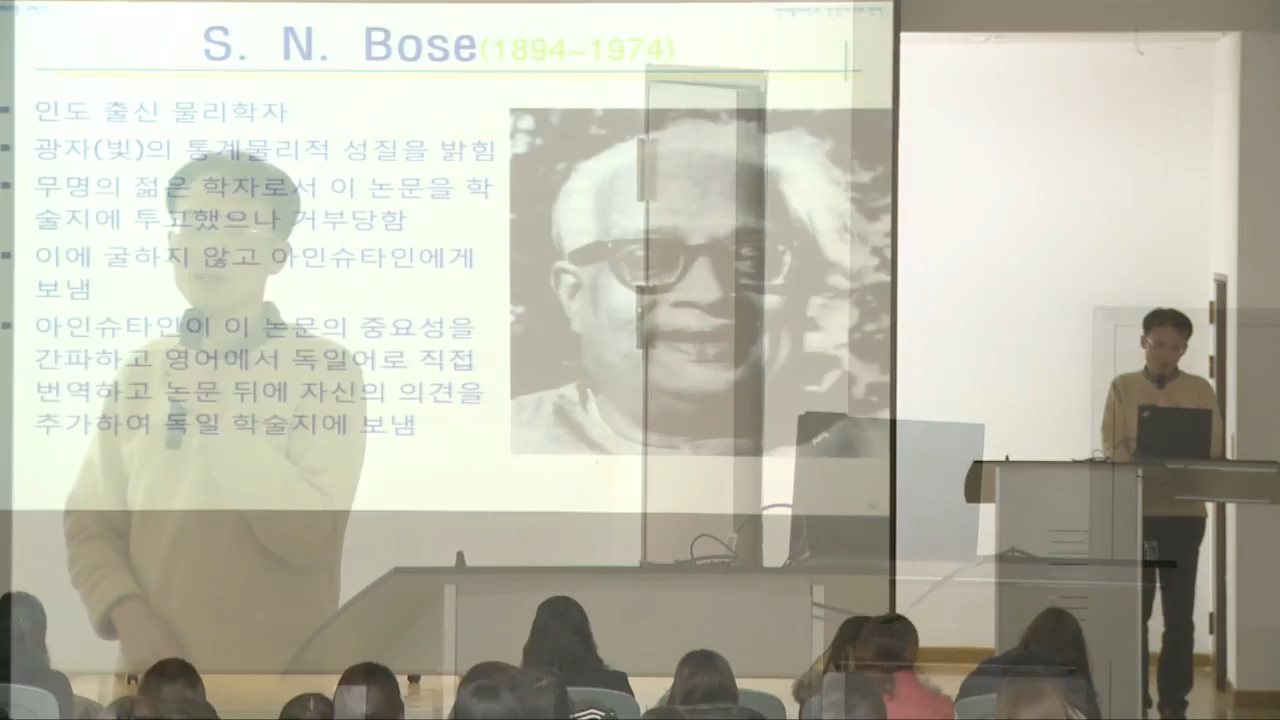 S. N. Bose(1894~1974)
인도 출신 물리학자
광자(빛)의 통계물리적 성질을 밝힘
무명의 젊은 학자로서 이 논문을 학
술지에 투고했으나 거부당함
이에 굴하지 않고 아인슈타인에게
보냄
아인슈타인이 이 논문의 중요성을
간파하고 영어에서 독일어로 직접
번역하고 논문 뒤에 자신의 의견을
추가하여 독일 학술지에 보냄